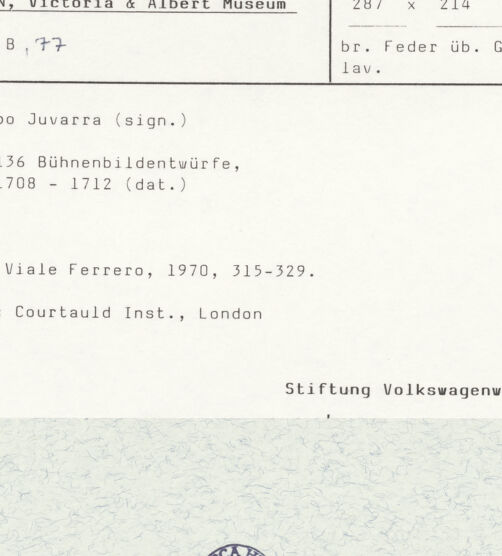 N, Victoria & Albert Museum
287 x 214
B , 77
br. Feder üb. G
lav.
po Juvarra (sign.)
136 Bühnenbildentwürfe,
1708 - 1712 (dat.)
Viale Ferrero, 1970, 315-329.
: Courtauld Inst., London
Stiftung Volkswagenw